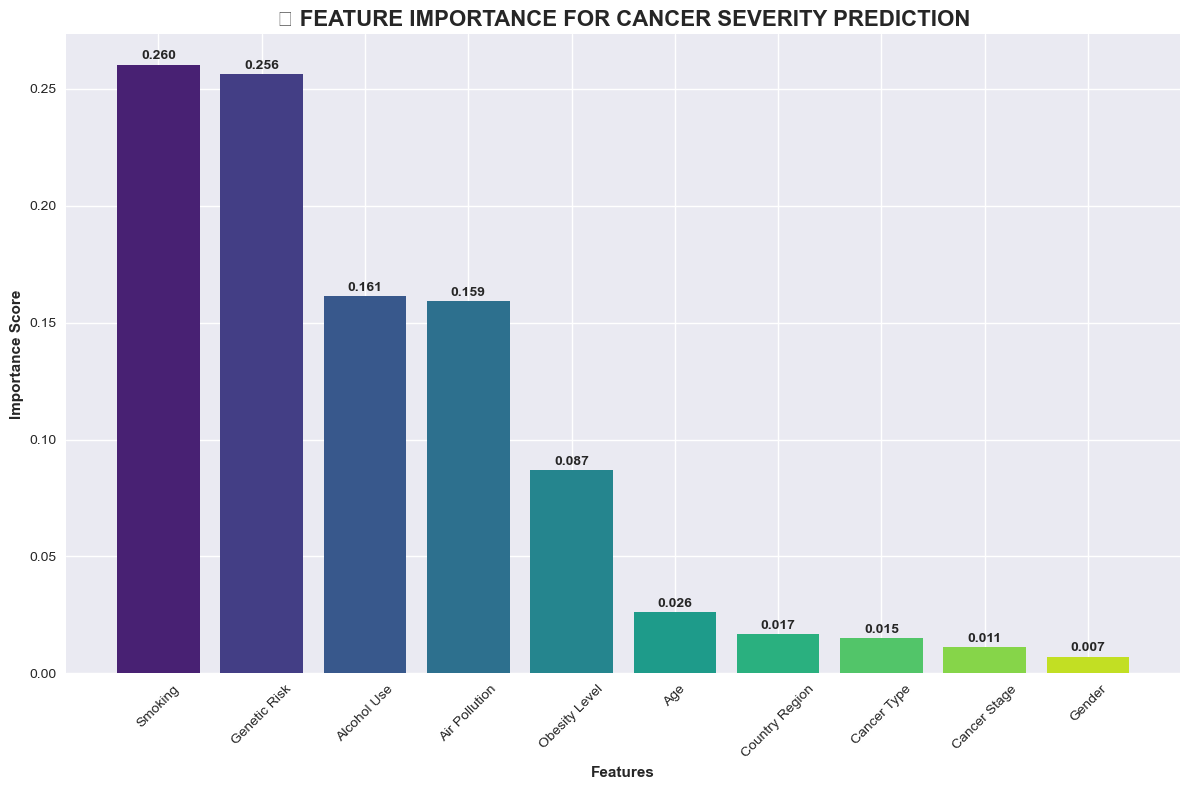 FEATURE IMPORTANCE FOR CANCER SEVERITY PREDICTION
0.260
0.256
0.161
0.159
0.087
0.026
0.017
0.015
0.011
0.007
0.25
0.20
0.15
0.10
0.05
0.00
Importance Score
Smoking
Genetic Risk
Alcohol Use
Air Pollution
Obesity Level
Age
Country Region
Cancer Type
Cancer Stage
Gender
Features